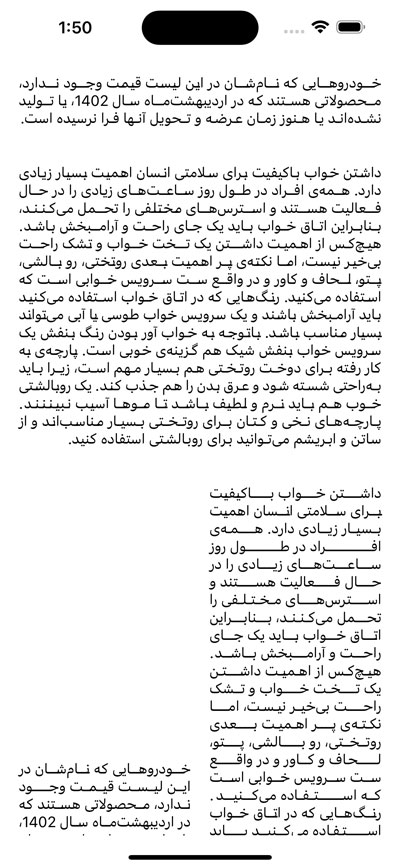 1:50
خودروهایی که نام‌شان در این لیست قیمت وجود ندارد،
محصولاتی هستند که در اردیبهشت‌ماه سال 1402، یا تولید
نشده‌اند یا هنوز زمان عرضه و تحویل آنها فرا نرسیده است.
داشتن خواب باکیفیت برای سلامتی انسان اهمیت بسیار زیادی
دارد. همه‌ی افراد در طول روز ساعت‌های زیادی را در حال
فعالیت هستند و استرس‌های مختلفی را تحمل می‌کنند،
بنابراین اتاق خواب باید یک جای راحت و آرام‌بخش باشد.
هیچ‌کس از اهمیت داشتن یک تخت خواب و تشک راحت
بی‌خبر نیست، اما نکته‌ی پر اهمیت بعدی روتختی، رو بالشی،
پتو، لحاف و کاور و در واقع ست سرویس خوابی است که
استفاده می‌کنید. رنگ‌هایی که در اتاق خواب استفاده می‌کنید
باید آرام‌بخش باشند و یک سرویس خواب طوسی یا آبی می‌تواند
بسیار مناسب باشد. باتوجه به خواب آور بودن رنگ بنفش یک
سرویس خواب بنفش شیک هم گزینه‌ی خوبی است. پارچه‌ی به
کار رفته برای دوخت روتختی هم بسیار مهم است، زیرا باید
به‌راحتی شسته شود و عرق بدن را هم جذب کند. یک روبالشتی
خوب هم باید نرم و لطیف باشد تا موها آسیب نبیننند.
پارچه‌های نخی و کتان برای روتختی بسیار مناسب‌اند و از
ساتن و ابریشم می‌توانید برای روبالشتی استفاده کنید.
داشتن خواب باکیفیت
برای سلامتی انسان اهمیت
بسیار زیادی دارد. همه‌ی
افراد در طول روز
ساعت‌های زیادی را در
حال فعالیت هستند و
استرس‌های مختلفی را
تحمل می‌کنند، بنابراین
اتاق خواب باید یک جای
راحت و آرام‌بخش باشد.
هیچ‌کس از اهمیت داشتن
یک تخت خواب و تشک
راحت بی‌خبر نیست، اما
نکته‌ی پر اهمیت بعدی
روتختی، رو بالشی، پتو،
لحاف و کاور و در واقع
ست سرویس خوابی است
که استفاده می‌کنید.
رنگ‌هایی که در اتاق خواب
استفاده می‌کنید باید
خودروهایی که نام‌شان در
این لیست قیمت وجود
ندارد، محصولاتی هستند که
در اردیبهشت‌ماه سال 1402،